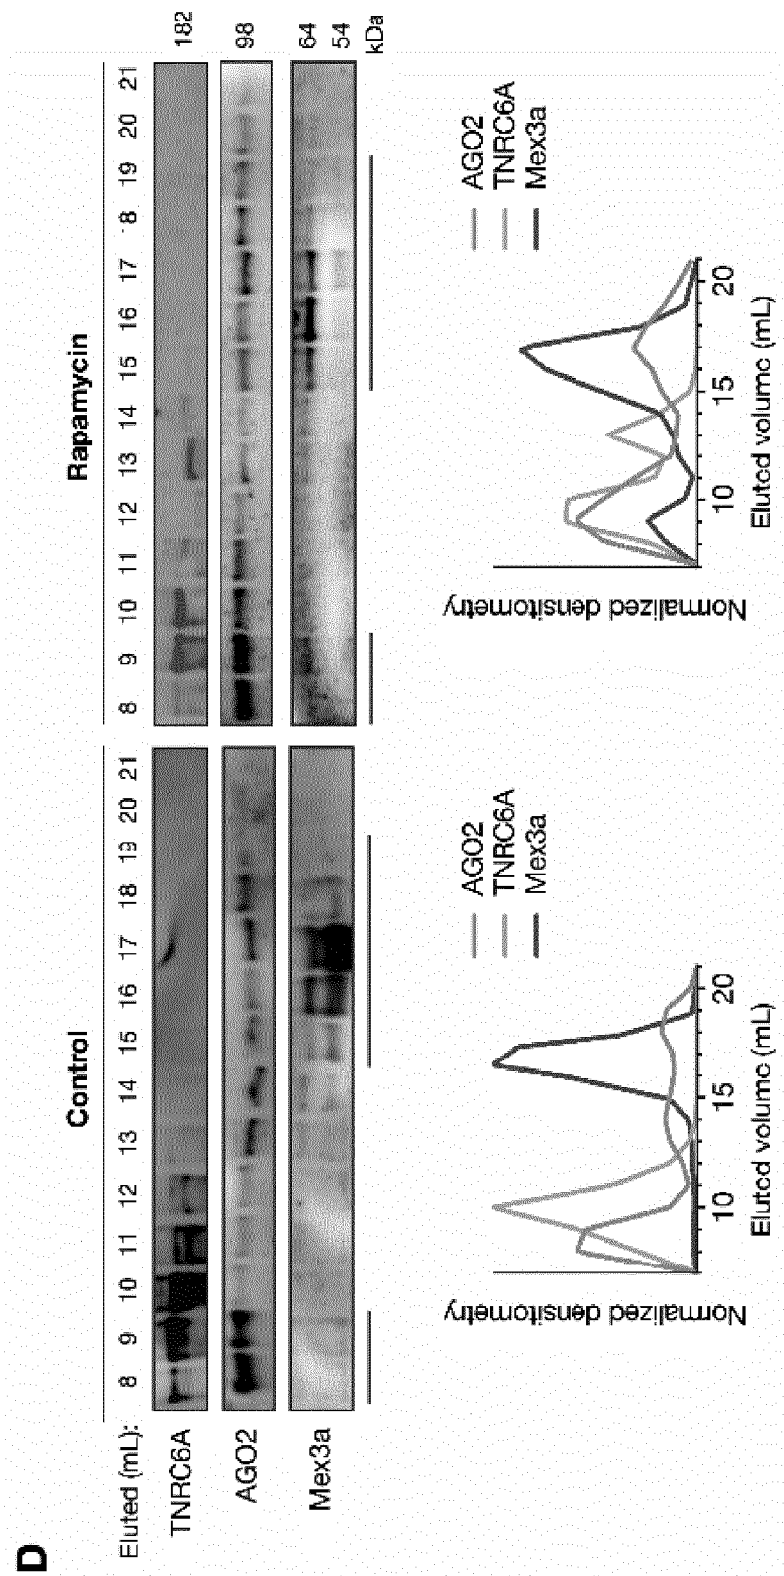 D
Control
Rapamycin
Eluted (mL): 8 9 10 11 12 13 14 15 16 17 18 19 20 21 8 9 10 11 12 13 14 15 16 17 ·8 19 20 21
TNRC6A 182
AGO2 98
Mex3a 64
54
kDa
Normalized densitometry
AGO2
TNRC6A
Mex3a
10 15 20
Eluted volume (mL)
Normalized densitometry
AGO2
TNRC6A
Mex3a
10 15 20
Eluted volume (mL)